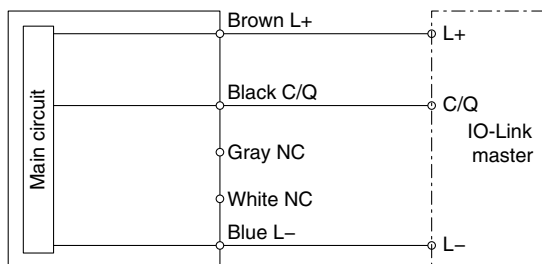 Brown L+
L+
Main circuit
Black C/Q
C/Q
IO-Link
master
Gray NC
White NC
Blue L−
L−